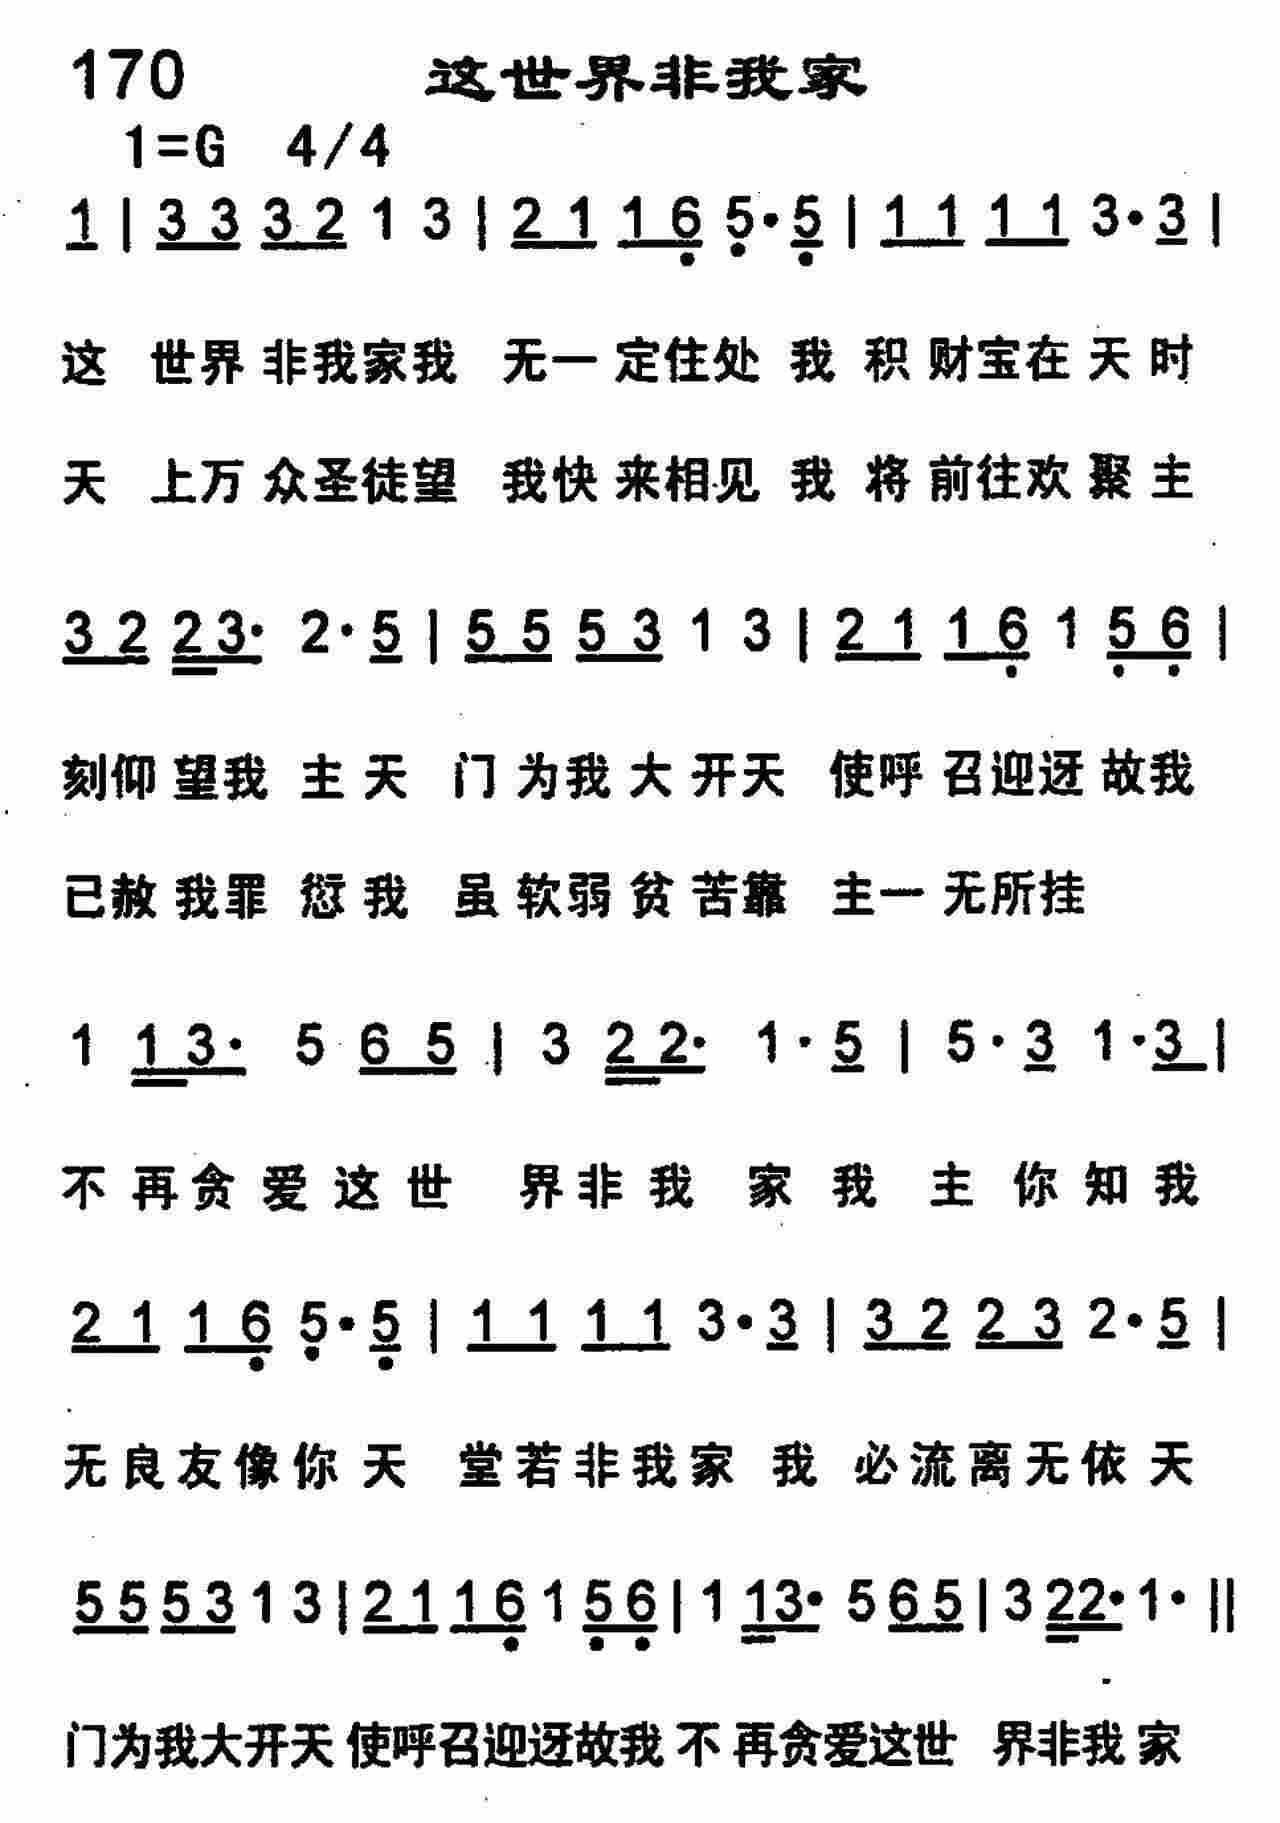 170 这世界非我家
1=G 4/4
1 | 3 3 3 2 1 3 | 2 1 1 6 5· 5 | 1 1 1 1 3· 3 |
这 世界 非我家我 无一 定住处 我 积 财宝在 天 时
天 上万 众圣徒望 我快 来相见 我 将 前往欢 聚 主
3 2 2 3· 2· 5 | 5 5 5 3 1 3 | 2 1 1 6 1 5 6 |
刻仰 望我 主 天 门 为我 大 开天 使呼 召迎迓 故我
已赦 我罪 愆 我 虽 软弱 贫 苦靠 主一 无所挂
1 1 3· 5 6 5 | 3 2 2· 1· 5 | 5· 3 1· 3 |
不 再贪 爱 这 世 界非 我 家 我 主 你 知 我
2 1 1 6 5· 5 | 1 1 1 1 3· 3 | 3 2 2 3 2· 5 |
无良友像你 天 堂若非我家 我 必流离无依 天
5 5 5 3 1 3 | 2 1 1 6 1 5 6 | 1 1 3· 5 6 5 | 3 2 2· 1· ||
门为我大开天 使呼召迎迓故我 不 再贪爱这世 界非我 家